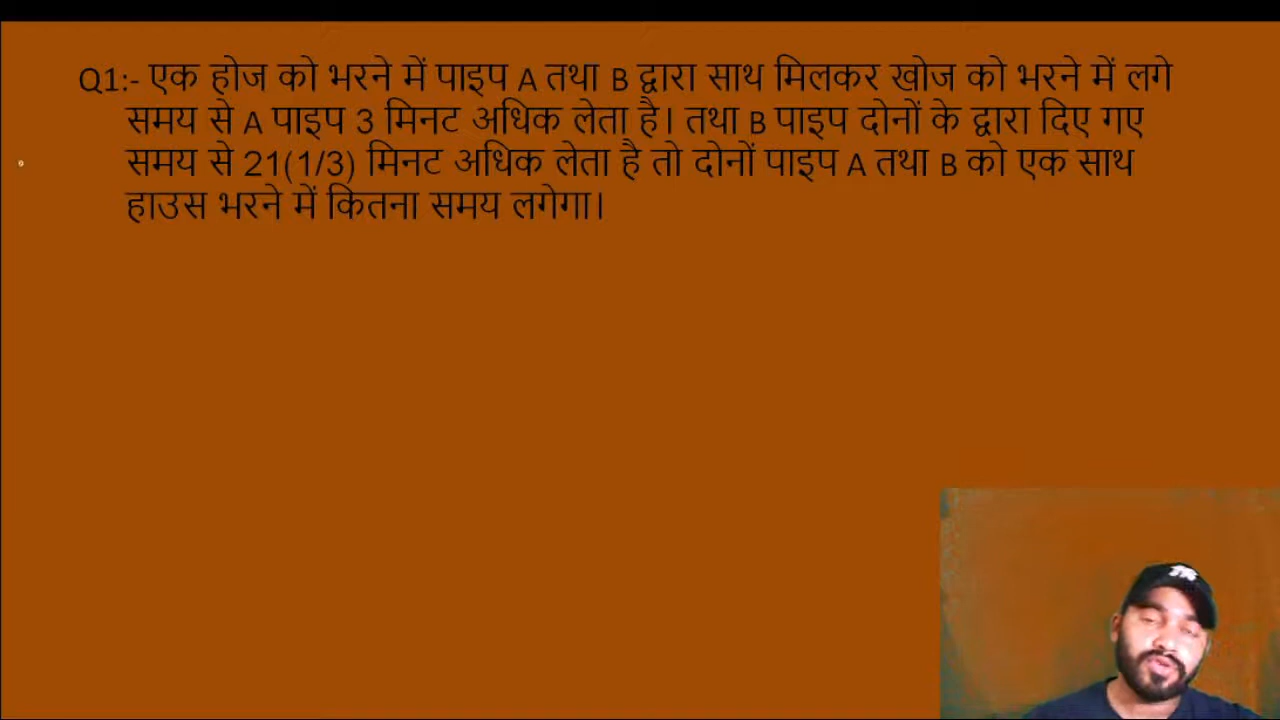 Q1:- एक होज को भरने में पाइप A तथा B द्वारा साथ मिलकर खोज को भरने में लगे
समय से A पाइप 3 मिनट अधिक लेता है। तथा B पाइप दोनों के द्वारा दिए गए
समय से 21(1/3) मिनट अधिक लेता है तो दोनों पाइप A तथा B को एक साथ
हाउस भरने में कितना समय लगेगा।